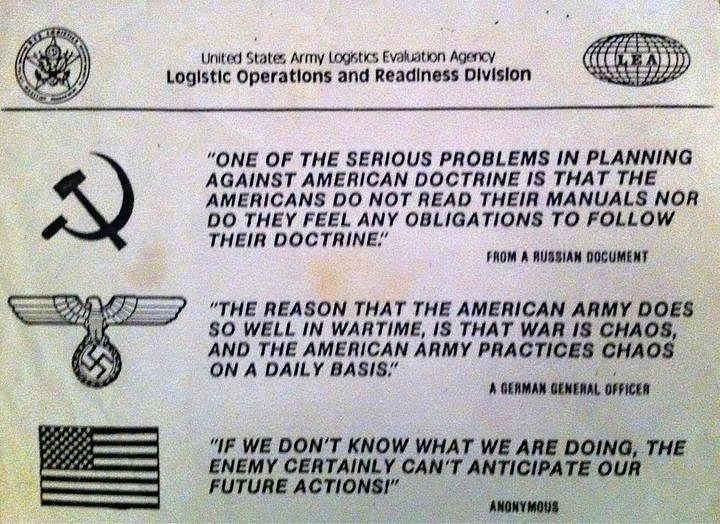 United States Army Logistics Evaluation Agency
Logistic Operations and Readiness Division
LEA
"ONE OF THE SERIOUS PROBLEMS IN PLANNING
AGAINST AMERICAN DOCTRINE IS THAT THE
AMERICANS DO NOT READ THEIR MANUALS NOR
DO THEY FEEL ANY OBLIGATIONS TO FOLLOW
THEIR DOCTRINE."
FROM A RUSSIAN DOCUMENT
"THE REASON THAT THE AMERICAN ARMY DOES
SO WELL IN WARTIME, IS THAT WAR IS CHAOS,
AND THE AMERICAN ARMY PRACTICES CHAOS
ON A DAILY BASIS."
A GERMAN GENERAL OFFICER
"IF WE DON'T KNOW WHAT WE ARE DOING, THE
ENEMY CERTAINLY CAN'T ANTICIPATE OUR
FUTURE ACTIONS!"
ANONYMOUS